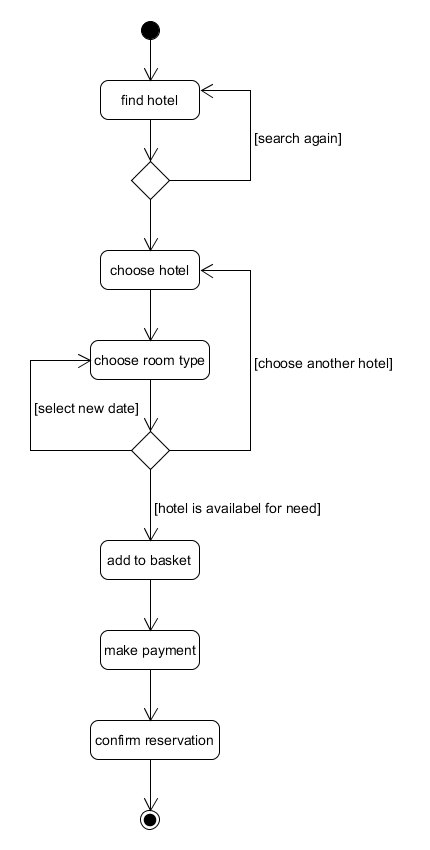 find hotel
[search again]
choose hotel
choose room type
[choose another hotel]
[select new date]
[hotel is availabel for need]
add to basket
make payment
confirm reservation